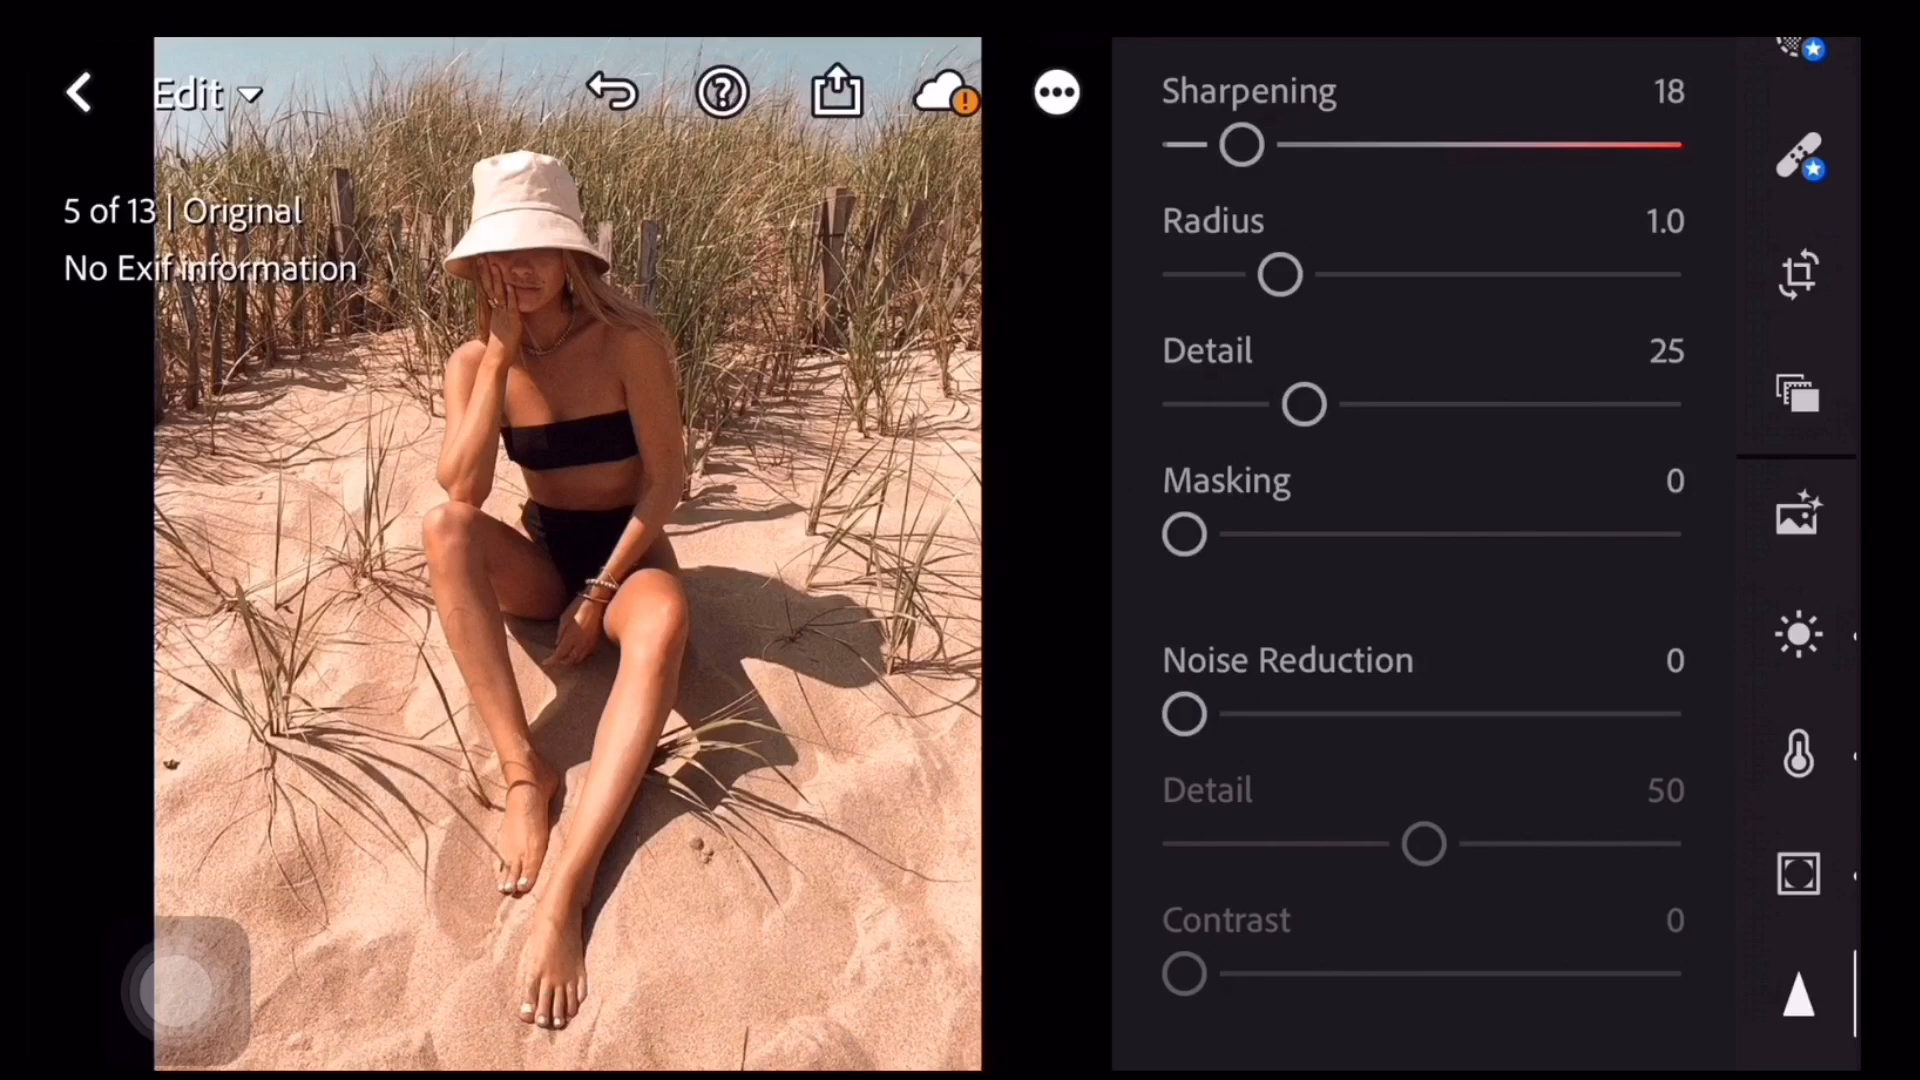 Edit
5 of 13 | Original
No Exif information
Sharpening 18
Radius 1.0
Detail 25
Masking 0
Noise Reduction 0
Detail 50
Contrast 0